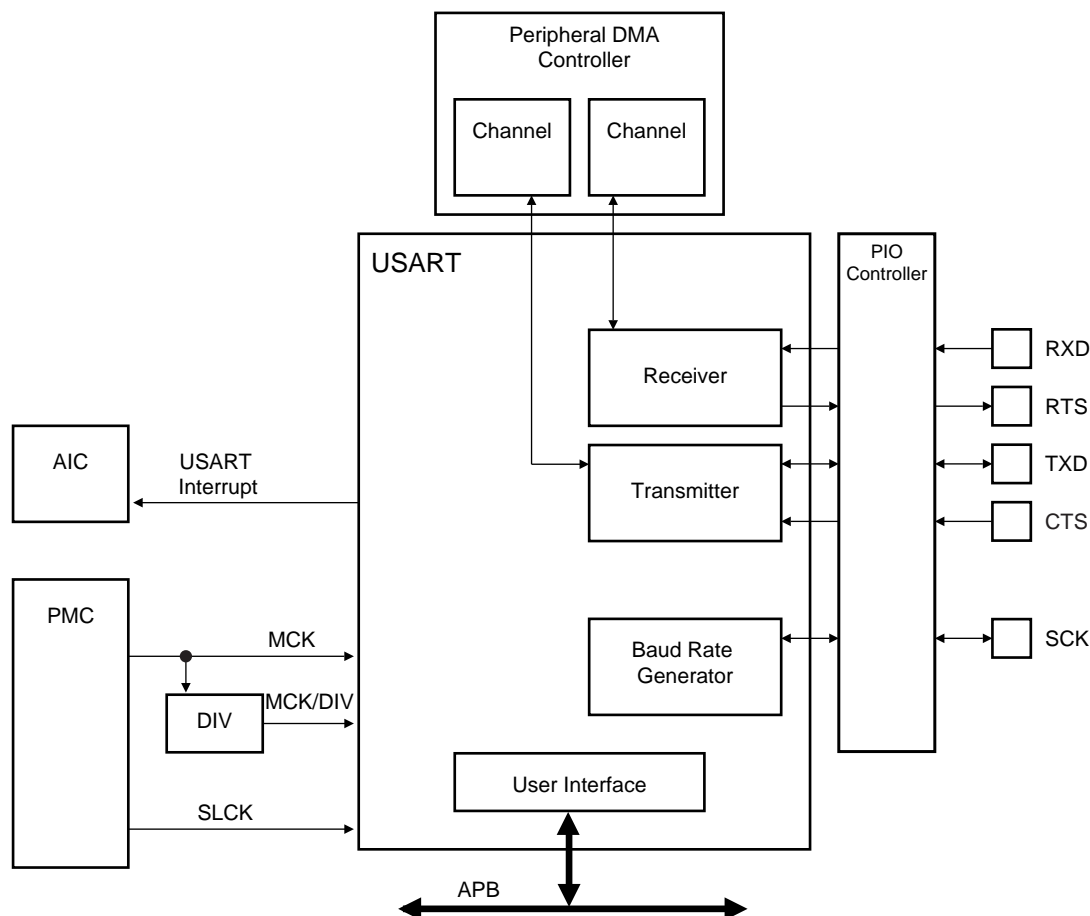 Peripheral DMA
Controller
Channel
Channel
USART
PIO
Controller
Receiver
RXD
RTS
AIC
USART
Interrupt
Transmitter
TXD
CTS
PMC
MCK
Baud Rate
Generator
SCK
DIV
MCK/DIV
User Interface
SLCK
APB